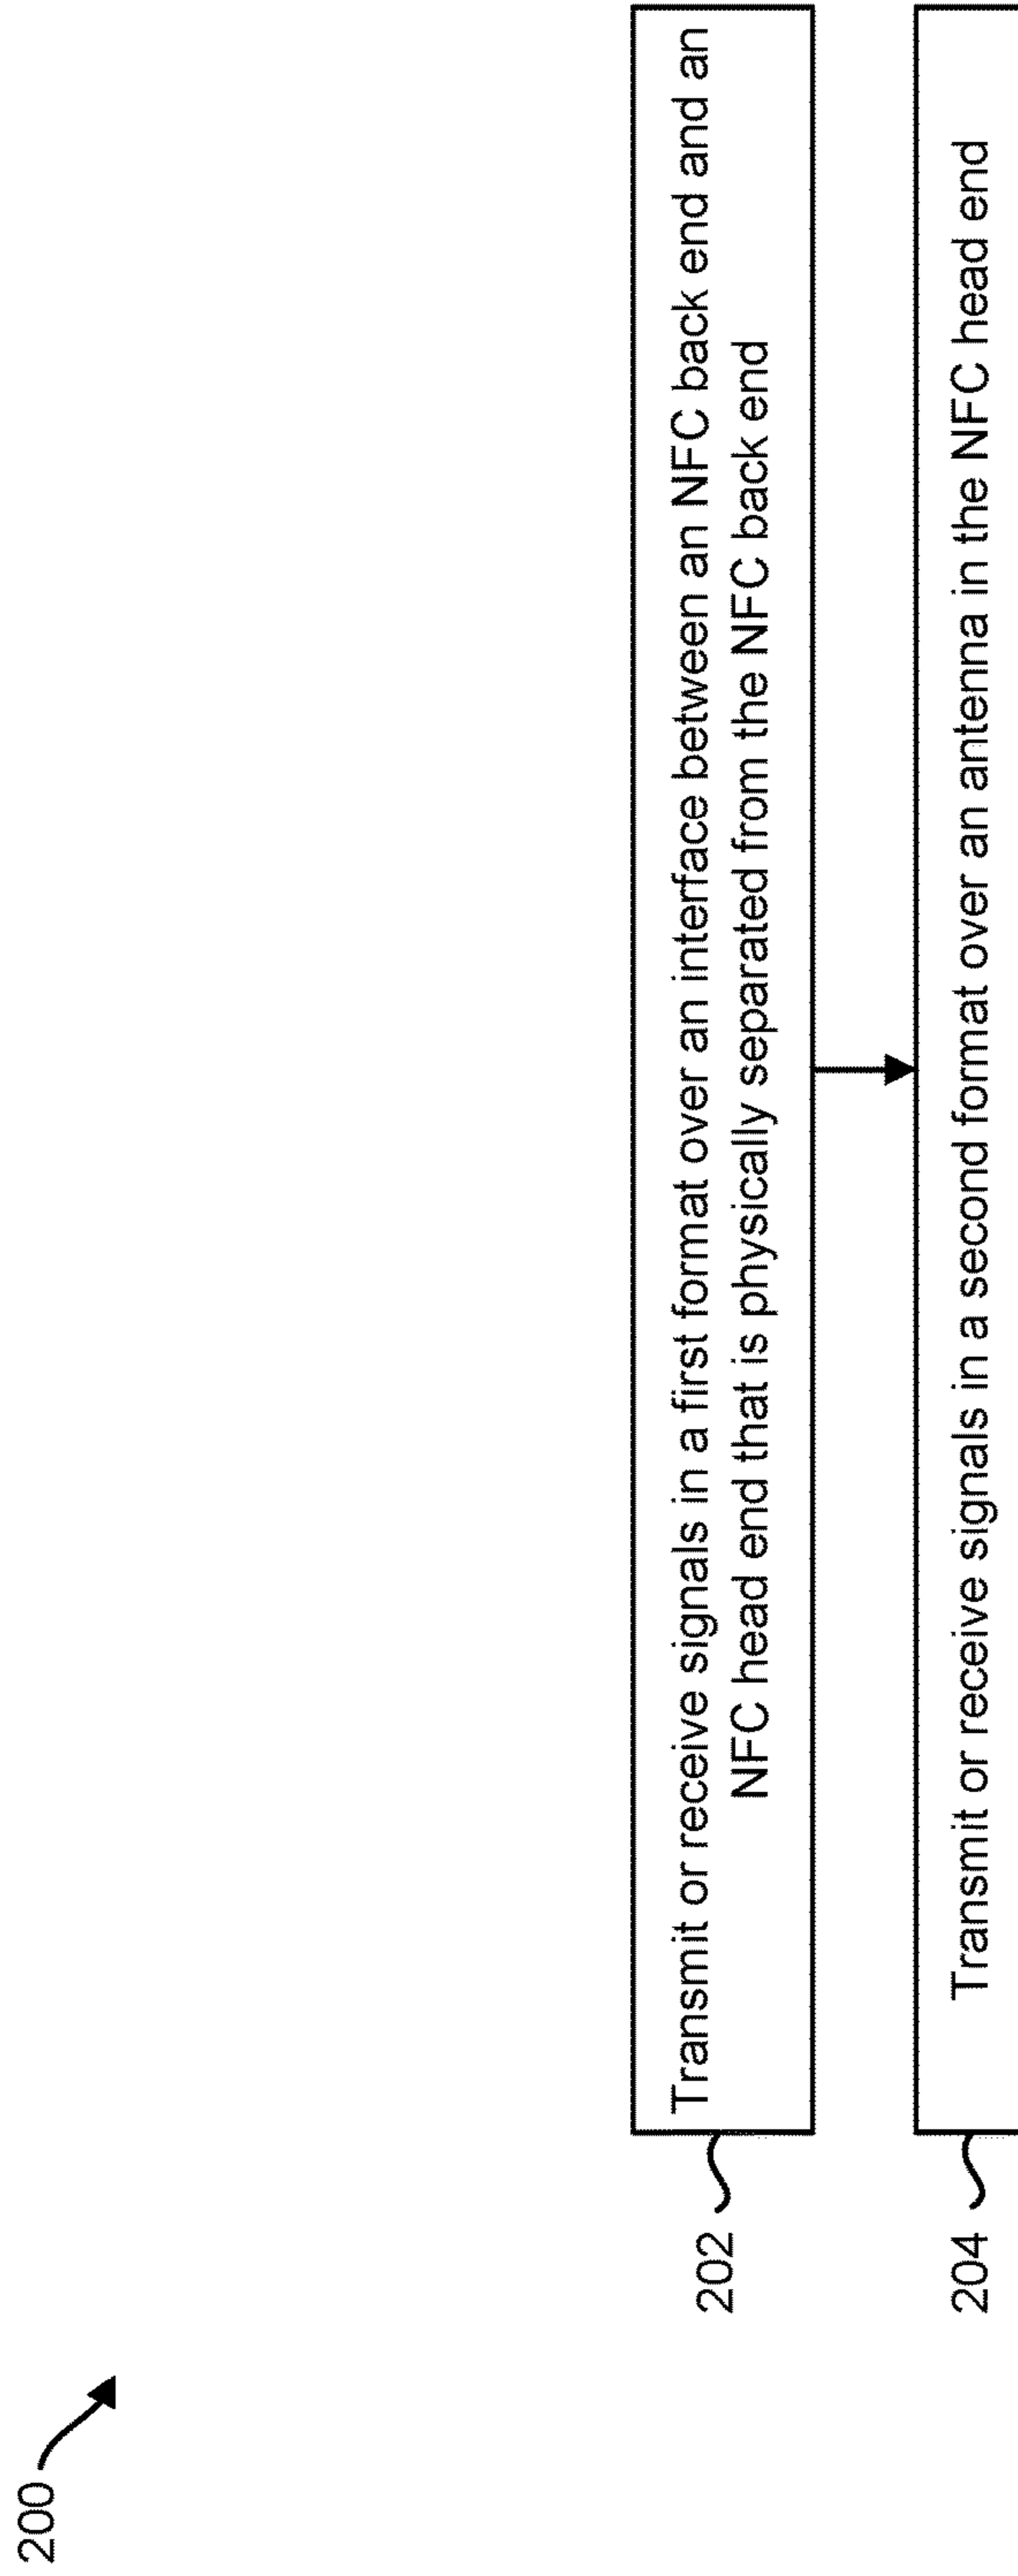 200
202
Transmit or receive signals in a first format over an interface between an NFC back end and an
NFC head end that is physically separated from the NFC back end
204
Transmit or receive signals in a second format over an antenna in the NFC head end